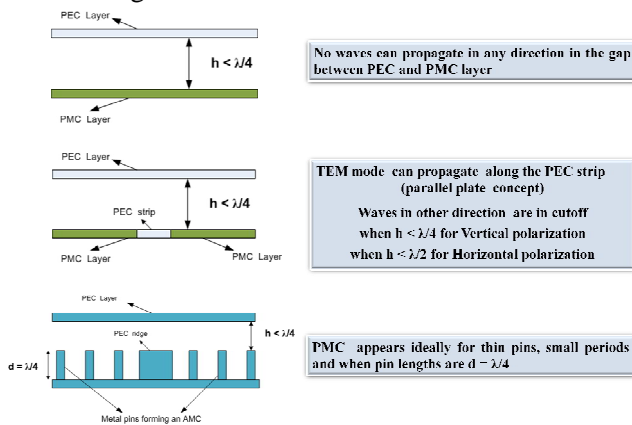 PEC Layer
h < λ/4
PMC Layer
No waves can propagate in any direction in the gap
between PEC and PMC layer
PEC Layer
h < λ/4
PEC strip
PMC Layer
PMC Layer
TEM mode can propagate along the PEC strip
(parallel plate concept)
Waves in other direction are in cutoff
when h < λ/4 for Vertical polarization
when h < λ/2 for Horizontal polarization
PEC Layer
h < λ/4
PEC ridge
d = λ/4
Metal pins forming an AMC
PMC appears ideally for thin pins, small periods
and when pin lengths are d = λ/4